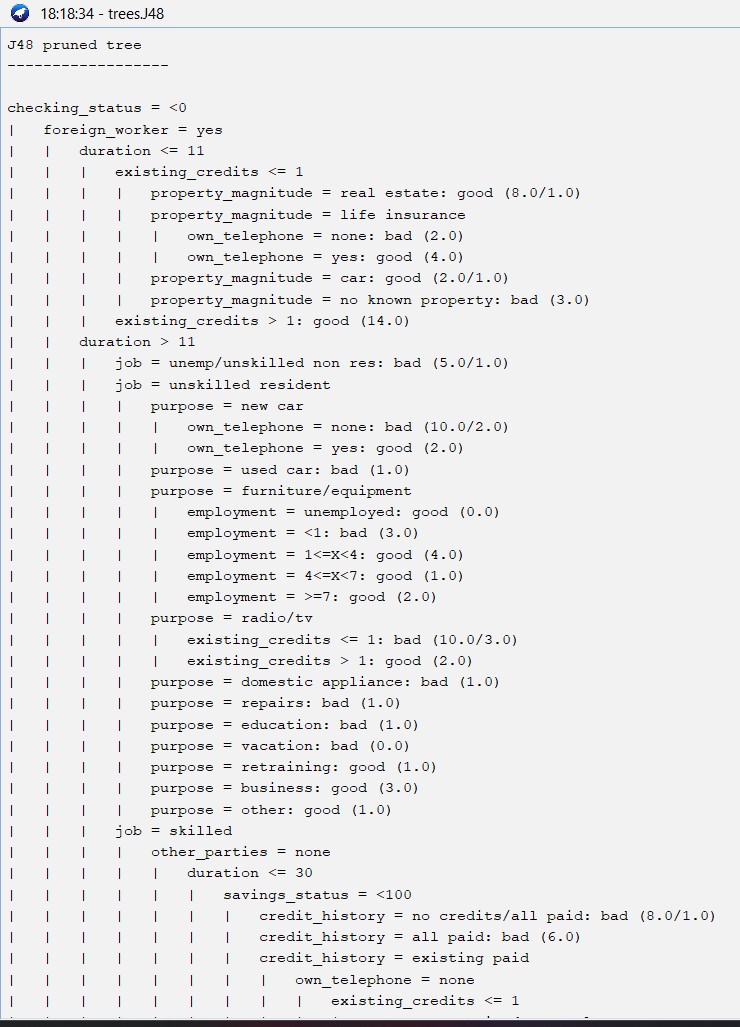 18:18:34 - trees.J48
J48 pruned tree
------------------
checking_status = <0
|   foreign_worker = yes
|   |   duration <= 11
|   |   |   existing_credits <= 1
|   |   |   |   property_magnitude = real estate: good (8.0/1.0)
|   |   |   |   property_magnitude = life insurance
|   |   |   |   |   own_telephone = none: bad (2.0)
|   |   |   |   |   own_telephone = yes: good (4.0)
|   |   |   |   property_magnitude = car: good (2.0/1.0)
|   |   |   |   property_magnitude = no known property: bad (3.0)
|   |   |   existing_credits > 1: good (14.0)
|   |   duration > 11
|   |   |   job = unemp/unskilled non res: bad (5.0/1.0)
|   |   |   job = unskilled resident
|   |   |   |   purpose = new car
|   |   |   |   |   own_telephone = none: bad (10.0/2.0)
|   |   |   |   |   own_telephone = yes: good (2.0)
|   |   |   |   purpose = used car: bad (1.0)
|   |   |   |   purpose = furniture/equipment
|   |   |   |   |   employment = unemployed: good (0.0)
|   |   |   |   |   employment = <1: bad (3.0)
|   |   |   |   |   employment = 1<=X<4: good (4.0)
|   |   |   |   |   employment = 4<=X<7: good (1.0)
|   |   |   |   |   employment = >=7: good (2.0)
|   |   |   |   purpose = radio/tv
|   |   |   |   |   existing_credits <= 1: bad (10.0/3.0)
|   |   |   |   |   existing_credits > 1: good (2.0)
|   |   |   |   purpose = domestic appliance: bad (1.0)
|   |   |   |   purpose = repairs: bad (1.0)
|   |   |   |   purpose = education: bad (1.0)
|   |   |   |   purpose = vacation: bad (0.0)
|   |   |   |   purpose = retraining: good (1.0)
|   |   |   |   purpose = business: good (3.0)
|   |   |   |   purpose = other: good (1.0)
|   |   |   job = skilled
|   |   |   |   other_parties = none
|   |   |   |   |   duration <= 30
|   |   |   |   |   |   savings_status = <100
|   |   |   |   |   |   |   credit_history = no credits/all paid: bad (8.0/1.0)
|   |   |   |   |   |   |   credit_history = all paid: bad (6.0)
|   |   |   |   |   |   |   credit_history = existing paid
|   |   |   |   |   |   |   |   own_telephone = none
|   |   |   |   |   |   |   |   |   existing_credits <= 1